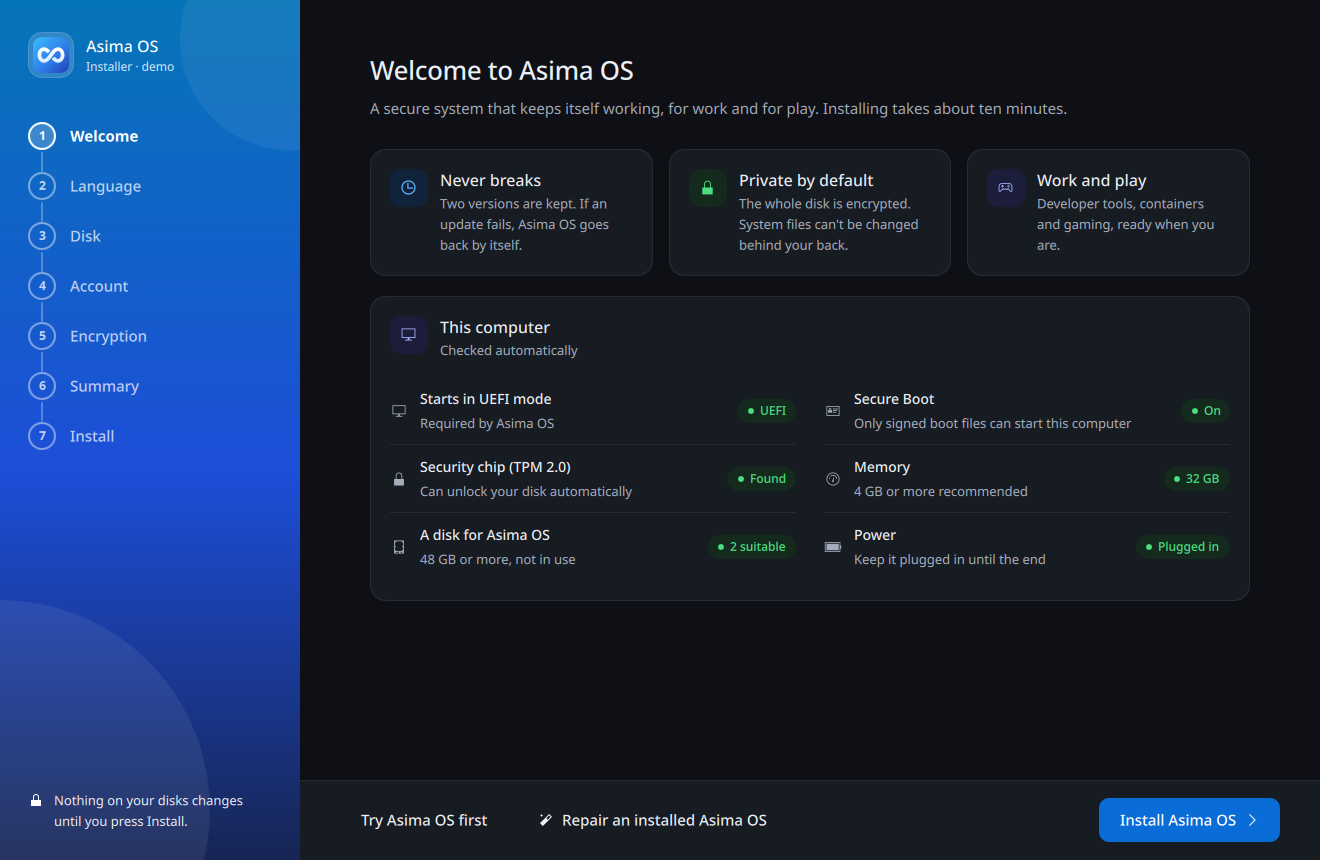 Asima OS
Installer · demo
1 Welcome
2 Language
3 Disk
4 Account
5 Encryption
6 Summary
7 Install
Nothing on your disks changes
until you press Install.
Welcome to Asima OS
A secure system that keeps itself working, for work and for play. Installing takes about ten minutes.
Never breaks
Two versions are kept. If an
update fails, Asima OS goes
back by itself.
Private by default
The whole disk is encrypted.
System files can't be changed
behind your back.
Work and play
Developer tools, containers
and gaming, ready when you
are.
This computer
Checked automatically
Starts in UEFI mode
Required by Asima OS
UEFI
Secure Boot
Only signed boot files can start this computer
On
Security chip (TPM 2.0)
Can unlock your disk automatically
Found
Memory
4 GB or more recommended
32 GB
A disk for Asima OS
48 GB or more, not in use
2 suitable
Power
Keep it plugged in until the end
Plugged in
Try Asima OS first
Repair an installed Asima OS
Install Asima OS